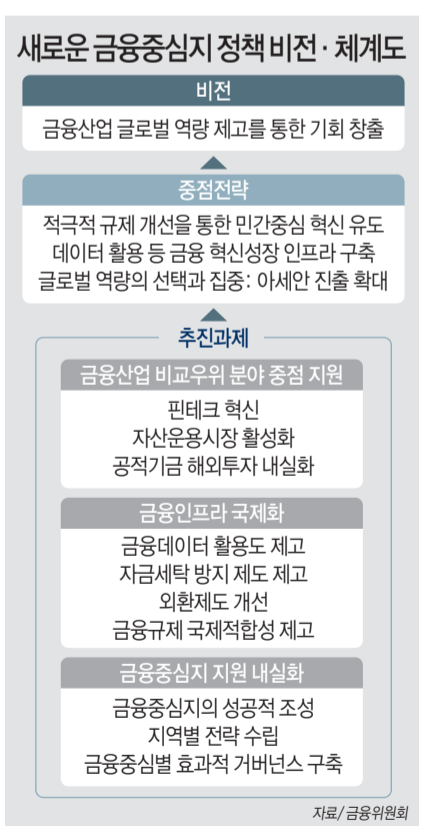 새로운 금융중심지 정책 비전·체계도
비전
금융산업 글로벌 역량 제고를 통한 기회 창출
중점전략
적극적 규제 개선을 통한 민간중심 혁신 유도
데이터 활용 등 금융 혁신성장 인프라 구축
글로벌 역량의 선택과 집중: 아세안 진출 확대
추진과제
금융산업 비교우위 분야 중점 지원
핀테크 혁신
자산운용시장 활성화
공적기금 해외투자 내실화
금융인프라 국제화
금융데이터 활용도 제고
자금세탁 방지 제도 제고
외환제도 개선
금융규제 국제적합성 제고
금융중심지 지원 내실화
금융중심지의 성공적 조성
지역별 전략 수립
금융중심별 효과적 거버넌스 구축
자료/금융위원회